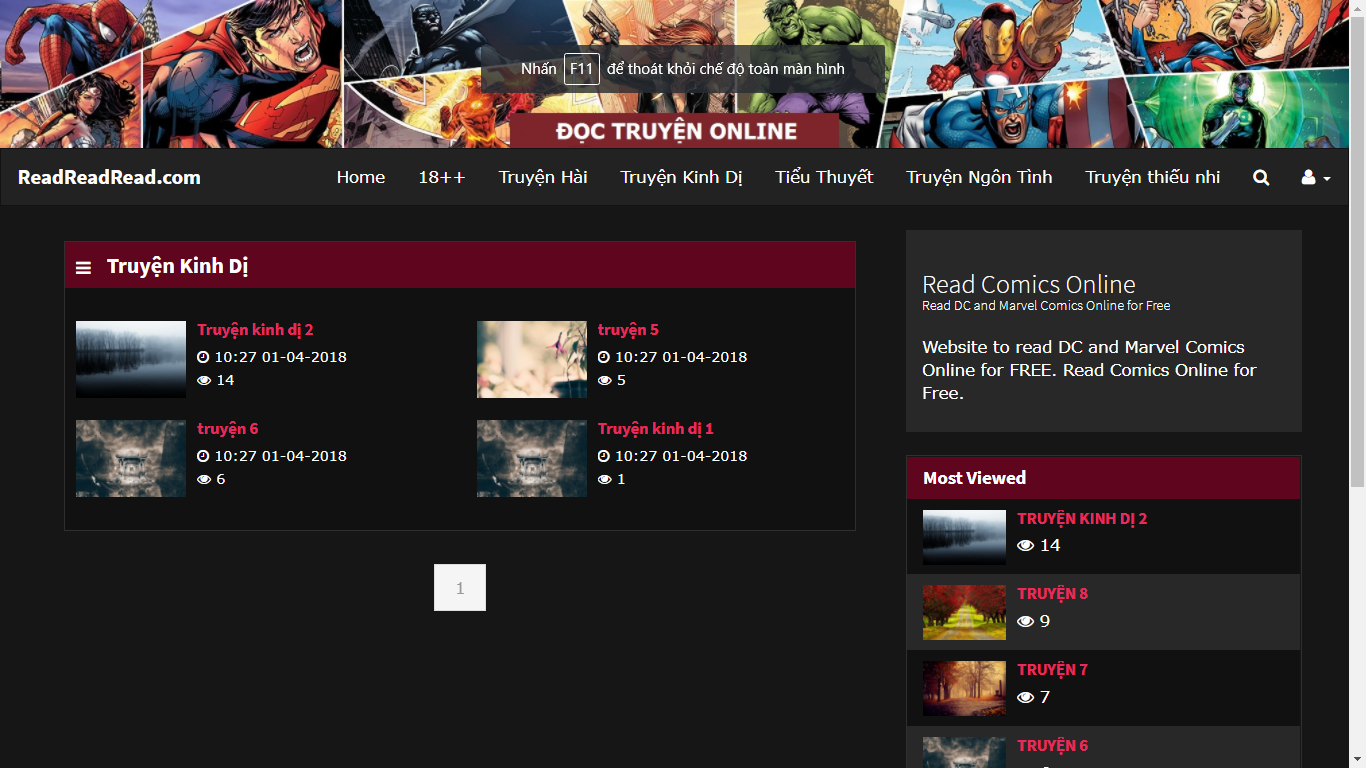 Nhấn F11 để thoát khỏi chế độ toàn màn hình
ĐỌC TRUYỆN ONLINE
ReadReadRead.com Home 18++ Truyện Hài Truyện Kinh Dị Tiểu Thuyết Truyện Ngôn Tình Truyện thiếu nhi
Truyện Kinh Dị
Truyện kinh dị 2
10:27 01-04-2018
14
truyện 5
10:27 01-04-2018
5
truyện 6
10:27 01-04-2018
6
Truyện kinh dị 1
10:27 01-04-2018
1
1
Read Comics Online
Read DC and Marvel Comics Online for Free
Website to read DC and Marvel Comics
Online for FREE. Read Comics Online for
Free.
Most Viewed
TRUYỆN KINH DỊ 2
14
TRUYỆN 8
9
TRUYỆN 7
7
TRUYỆN 6